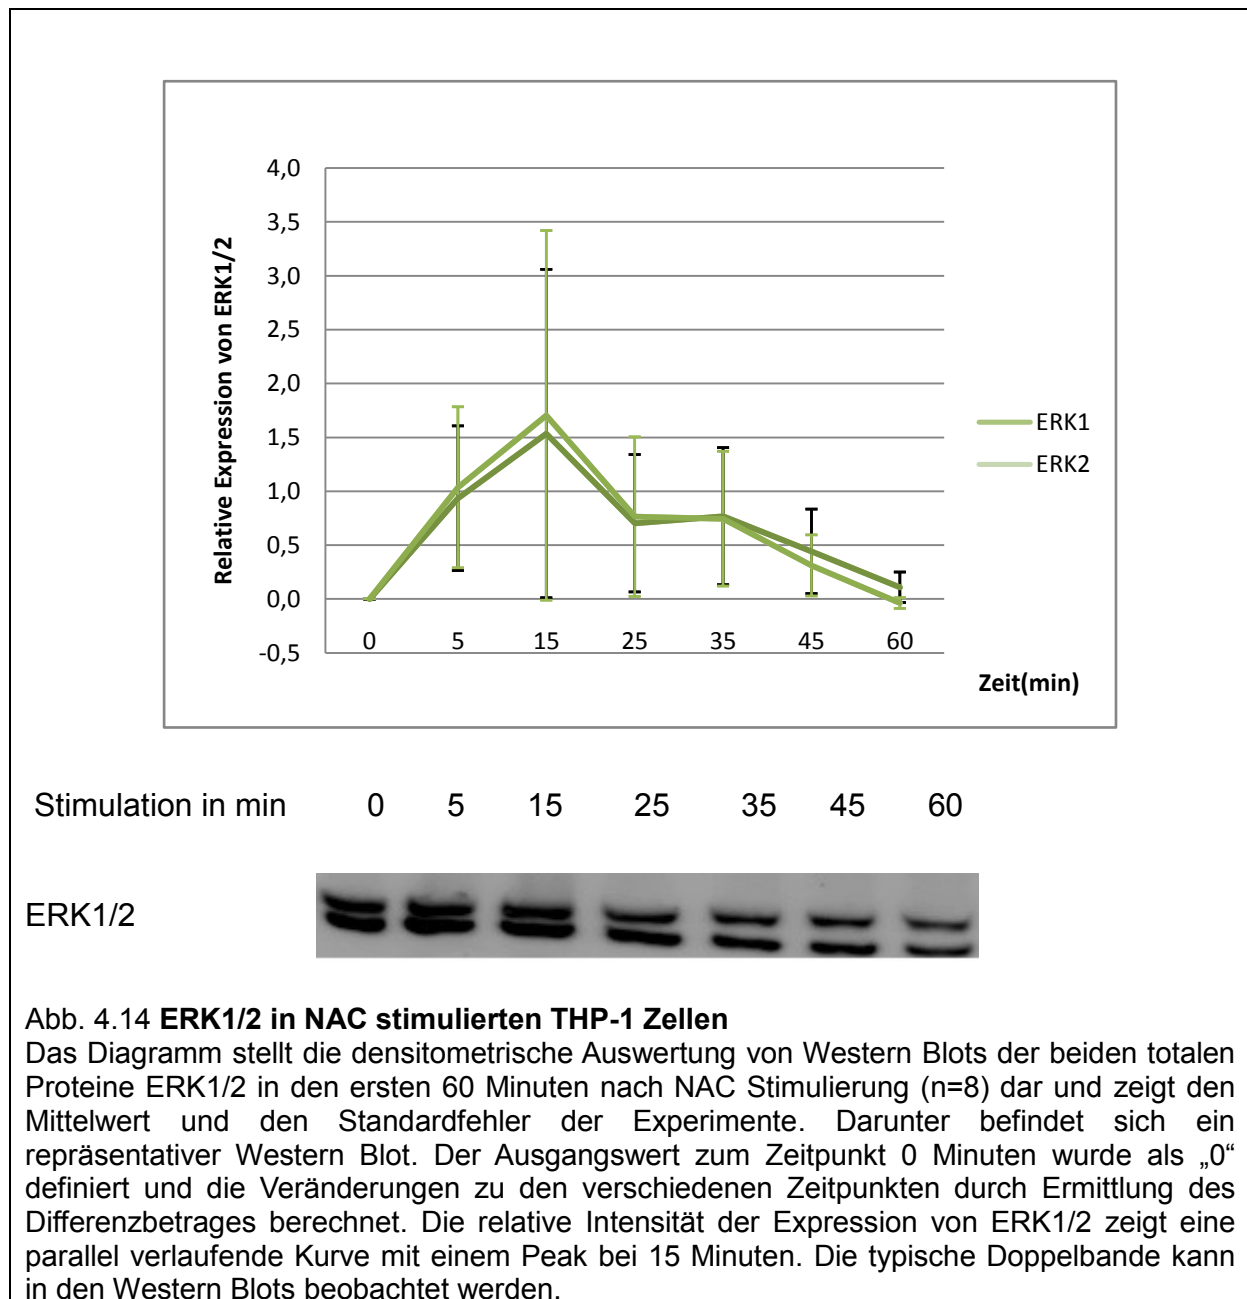 4,0
3,5
3,0
2,5
2,0
1,5
1,0
0,5
0,0
-0,5
Relative Expression von ERK1/2
0 5 15 25 35 45 60
Zeit(min)
ERK1
ERK2
Stimulation in min 0 5 15 25 35 45 60
ERK1/2
Abb. 4.14 ERK1/2 in NAC stimulierten THP-1 Zellen
Das Diagramm stellt die densitometrische Auswertung von Western Blots der beiden totalen
Proteine ERK1/2 in den ersten 60 Minuten nach NAC Stimulierung (n=8) dar und zeigt den
Mittelwert und den Standardfehler der Experimente. Darunter befindet sich ein
repräsentativer Western Blot. Der Ausgangswert zum Zeitpunkt 0 Minuten wurde als „0“
definiert und die Veränderungen zu den verschiedenen Zeitpunkten durch Ermittlung des
Differenzbetrages berechnet. Die relative Intensität der Expression von ERK1/2 zeigt eine
parallel verlaufende Kurve mit einem Peak bei 15 Minuten. Die typische Doppelbande kann
in den Western Blots beobachtet werden.